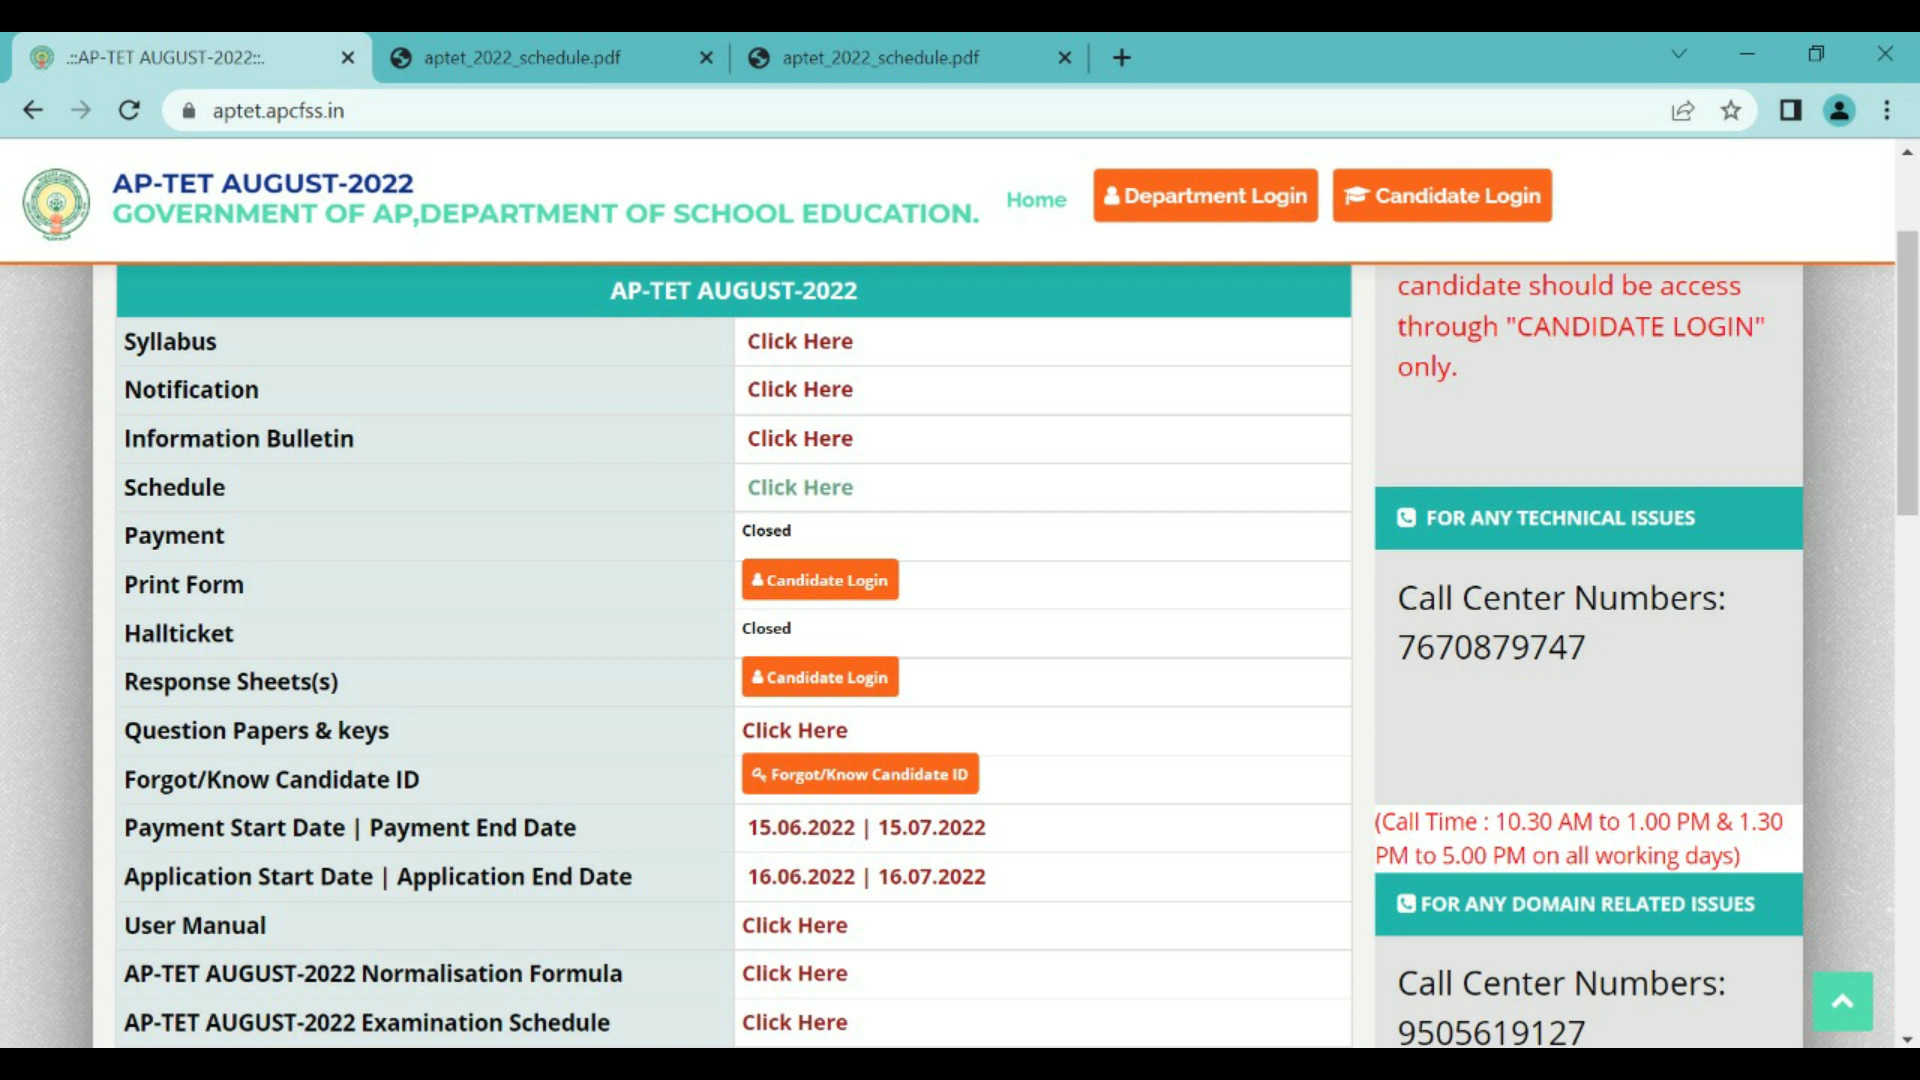 .::AP-TET AUGUST-2022::.
aptet_2022_schedule.pdf
aptet_2022_schedule.pdf
aptet.apcfss.in
AP-TET AUGUST-2022
GOVERNMENT OF AP,DEPARTMENT OF SCHOOL EDUCATION.
Home
Department Login
Candidate Login
AP-TET AUGUST-2022
Syllabus Click Here
Notification Click Here
Information Bulletin Click Here
Schedule Click Here
Payment Closed
Print Form Candidate Login
Hallticket Closed
Response Sheets(s) Candidate Login
Question Papers & keys Click Here
Forgot/Know Candidate ID Forgot/Know Candidate ID
Payment Start Date | Payment End Date 15.06.2022 | 15.07.2022
Application Start Date | Application End Date 16.06.2022 | 16.07.2022
User Manual Click Here
AP-TET AUGUST-2022 Normalisation Formula Click Here
AP-TET AUGUST-2022 Examination Schedule Click Here
candidate should be access
through "CANDIDATE LOGIN"
only.
FOR ANY TECHNICAL ISSUES
Call Center Numbers:
7670879747
(Call Time : 10.30 AM to 1.00 PM & 1.30
PM to 5.00 PM on all working days)
FOR ANY DOMAIN RELATED ISSUES
Call Center Numbers:
9505619127